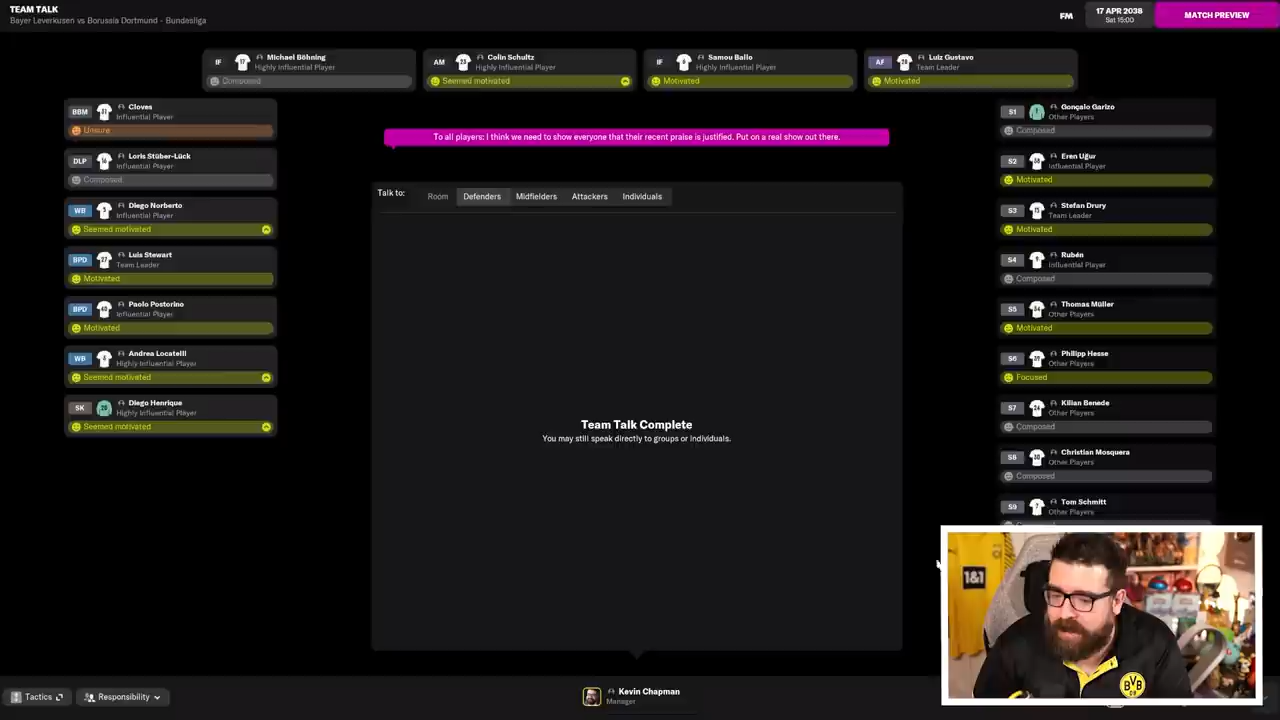 TEAM TALK
Bayer Leverkusen vs Borussia Dortmund - Bundesliga
FM
17 APR 2038
Sat 15:00
MATCH PREVIEW
IF
17
Michael Böhning
Highly Influential Player
Composed
AM
23
Colin Schultz
Highly Influential Player
Seemed motivated
IF
Samou Ballo
Highly Influential Player
Motivated
AF
Luiz Gustavo
Team Leader
Motivated
BBM
Cloves
Influential Player
Unsure
DLP
Loris Stüber-Lück
Influential Player
Composed
WB
Diego Norberto
Influential Player
Seemed motivated
BPD
27
Luis Stewart
Team Leader
Motivated
BPD
Paolo Postorino
Influential Player
Motivated
WB
Andrea Locatelli
Highly Influential Player
Seemed motivated
SK
Diego Henrique
Highly Influential Player
Seemed motivated
To all players: I think we need to show everyone that their recent praise is justified. Put on a real show out there.
Talk to:
Room
Defenders
Midfielders
Attackers
Individuals
Team Talk Complete
You may still speak directly to groups or individuals.
S1
Gonçalo Garizo
Other Players
Composed
S2
Eren Uğur
Influential Player
Motivated
S3
Stefan Drury
Team Leader
Motivated
S4
Rubén
Influential Player
Composed
S5
Thomas Müller
Other Players
Motivated
S6
Philipp Hesse
Other Players
Focused
S7
Kilian Benede
Other Players
Composed
S8
Christian Mosquera
Other Players
Composed
S9
Tom Schmitt
Other Players
1&1
BVB
09
Tactics
Responsibility
Kevin Chapman
Manager